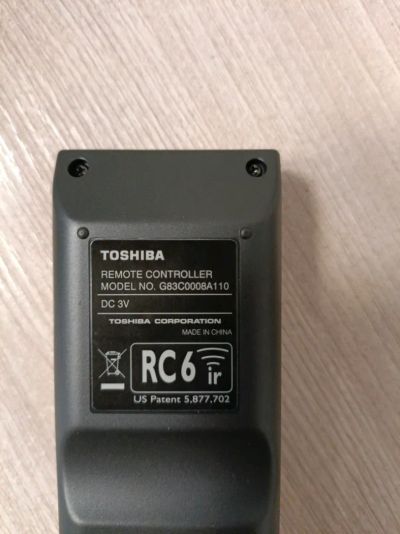 TOSHIBA
REMOTE CONTROLLER
MODEL NO. G83C0008A110
DC 3V
TOSHIBA CORPORATION
MADE IN CHINA
RC6 ir
US Patent 5,877,702